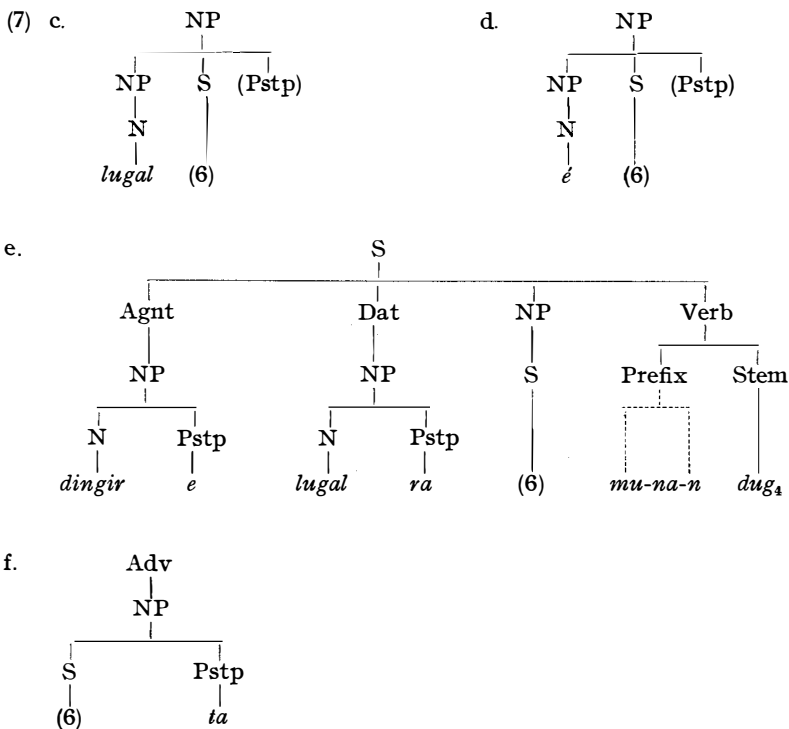 (7) c. NP d. NP
NP S (Pstp) NP S (Pstp)
N N
lugal (6) é (6)
e. S
Agnt Dat NP Verb
NP NP S Prefix Stem
N Pstp N Pstp
dingir e lugal ra (6) mu-na-n dug₄
f. Adv
NP
S Pstp
(6) ta